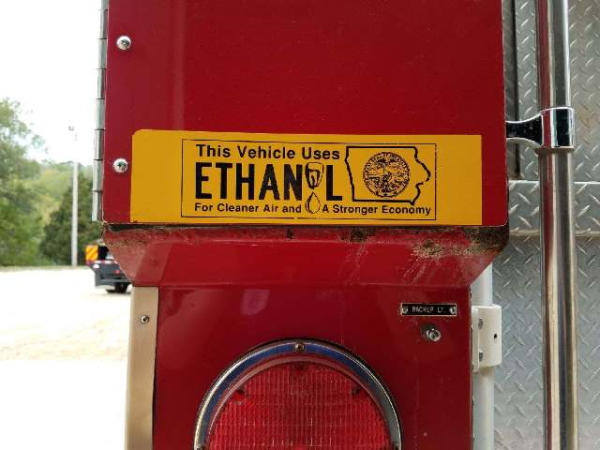 This Vehicle Uses
ETHANOL
For Cleaner Air and A Stronger Economy
BACKUP LT.